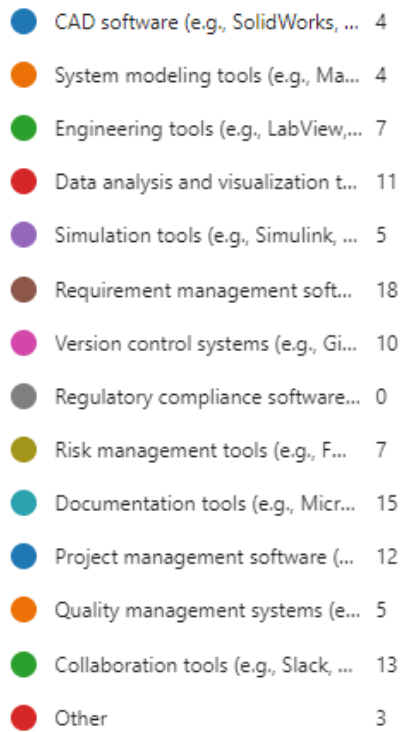 CAD software (e.g., SolidWorks, ... 4
System modeling tools (e.g., Ma... 4
Engineering tools (e.g., LabView,... 7
Data analysis and visualization t... 11
Simulation tools (e.g., Simulink, ... 5
Requirement management soft... 18
Version control systems (e.g., Gi... 10
Regulatory compliance software... 0
Risk management tools (e.g., F... 7
Documentation tools (e.g., Micr... 15
Project management software (... 12
Quality management systems (e... 5
Collaboration tools (e.g., Slack, ... 13
Other 3